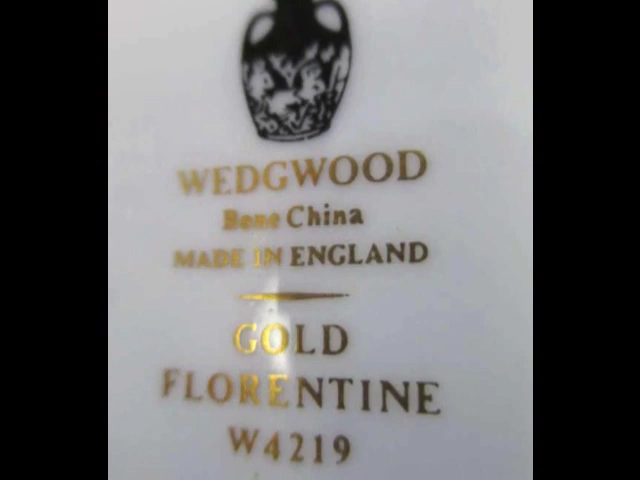 WEDGWOOD
Bone China
MADE IN ENGLAND
GOLD
FLORENTINE
W4219